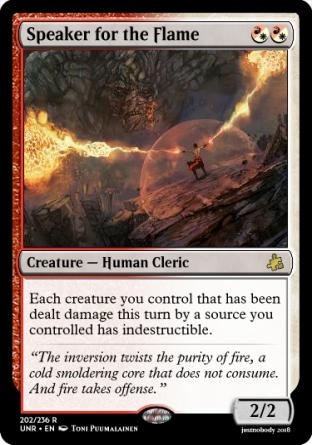 Speaker for the Flame
Creature — Human Cleric
Each creature you control that has been
dealt damage this turn by a source you
controlled has indestructible.
“The inversion twists the purity of fire, a
cold smoldering core that does not consume.
And fire takes offense.”
2/2
202/236 R
UNR • EN Toni Puumalainen
justnobody 2018